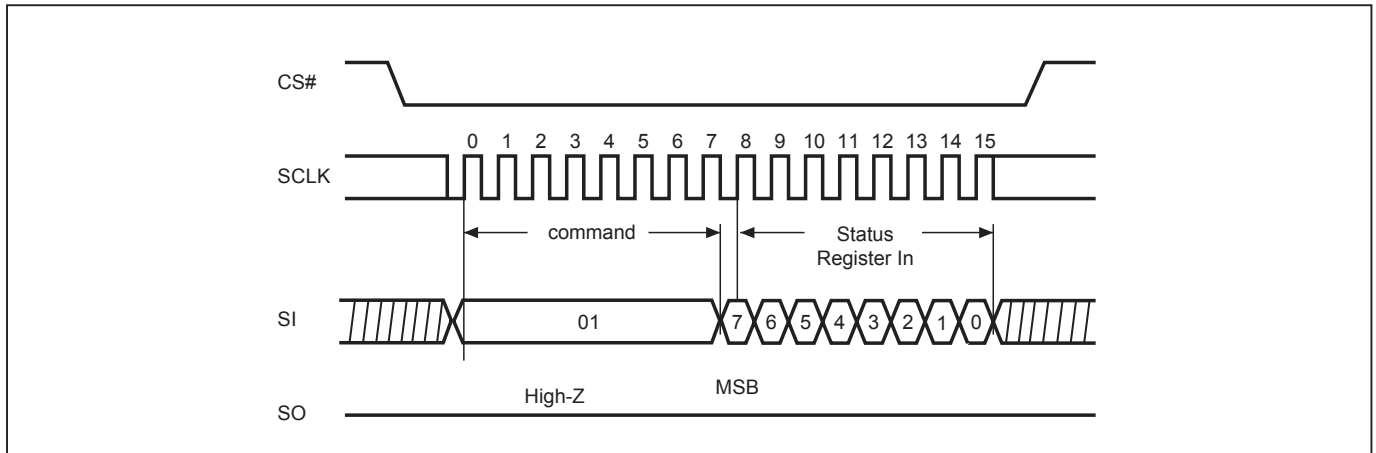 CS#
0 1 2 3 4 5 6 7 8 9 10 11 12 13 14 15
SCLK
command
Status
Register In
SI
01
7 6 5 4 3 2 1 0
High-Z
MSB
SO